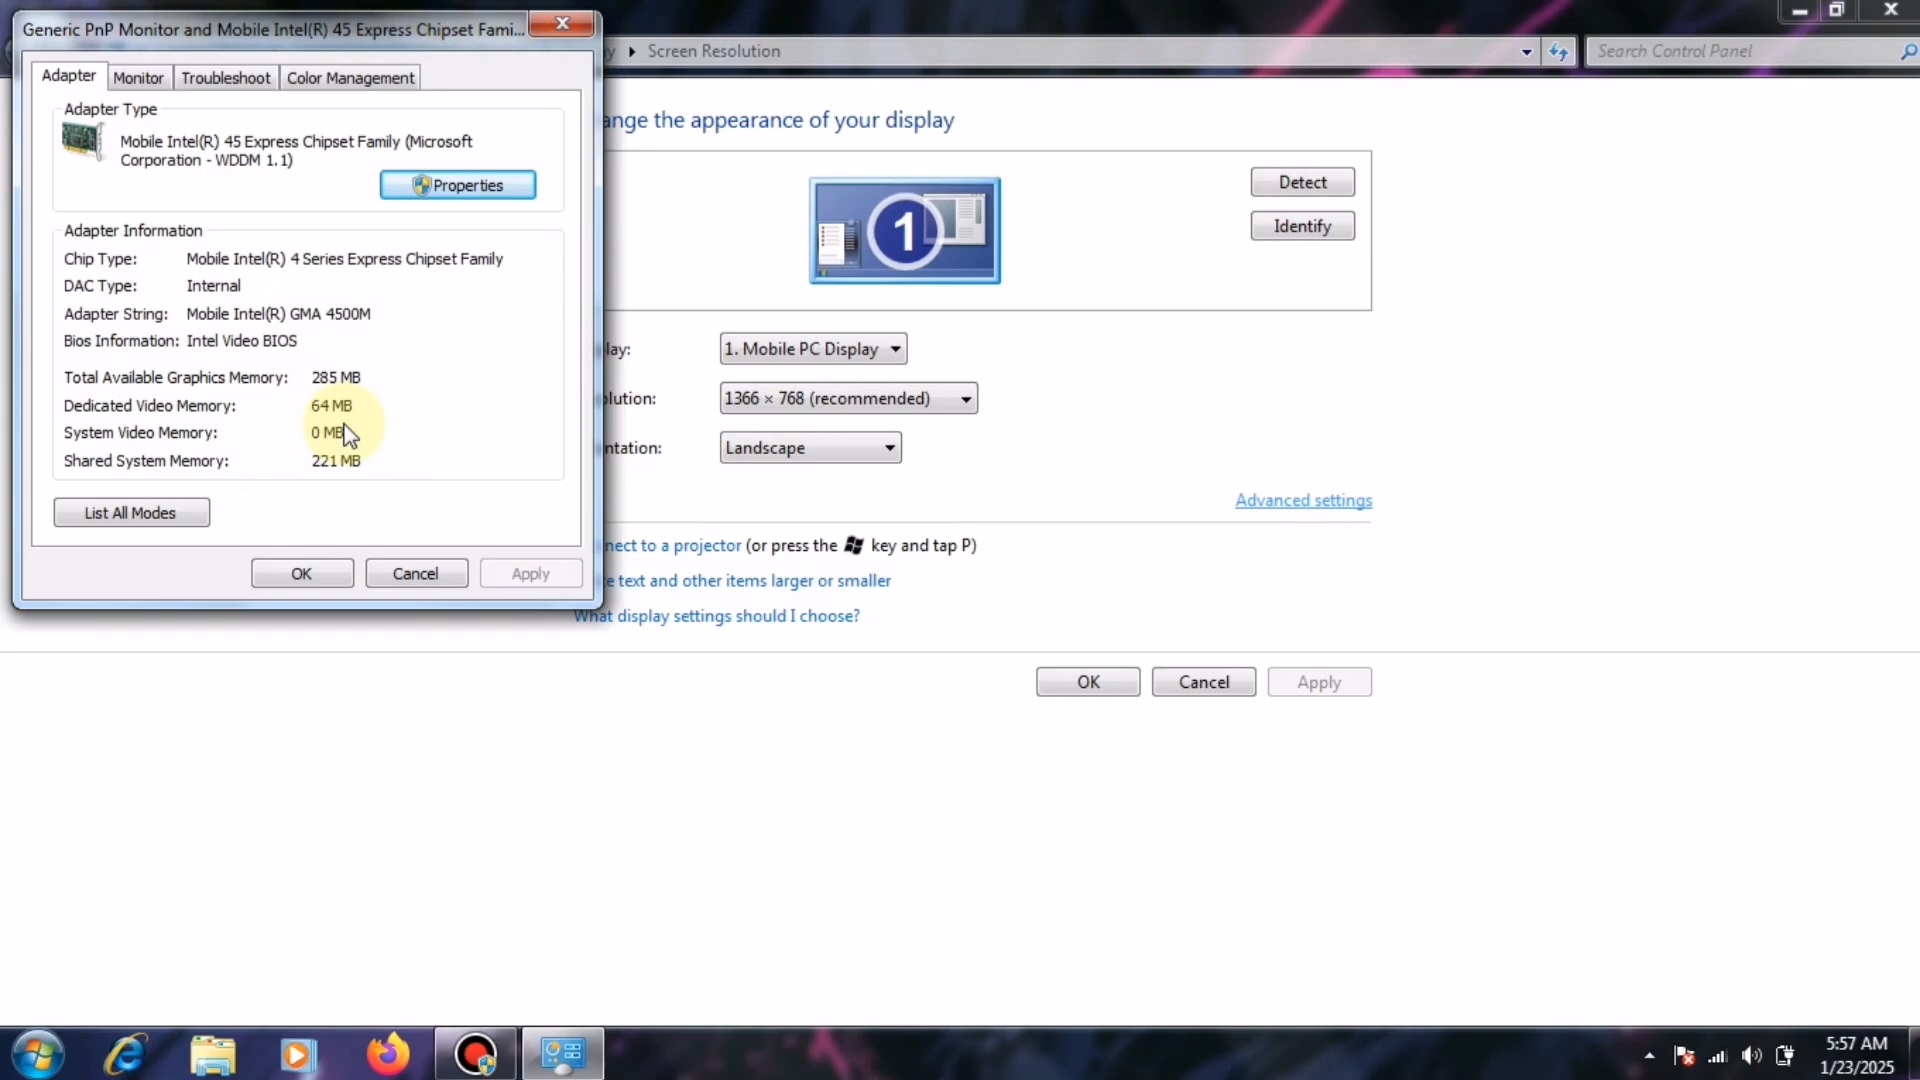 Generic PnP Monitor and Mobile Intel(R) 45 Express Chipset Fami...
Adapter
Monitor
Troubleshoot
Color Management
Adapter Type
Mobile Intel(R) 45 Express Chipset Family (Microsoft
Corporation - WDDM 1.1)
Properties
Adapter Information
Chip Type: Mobile Intel(R) 4 Series Express Chipset Family
DAC Type: Internal
Adapter String: Mobile Intel(R) GMA 4500M
Bios Information: Intel Video BIOS
Total Available Graphics Memory: 285 MB
Dedicated Video Memory: 64 MB
System Video Memory: 0 MB
Shared System Memory: 221 MB
List All Modes
OK
Cancel
Apply
y
Screen Resolution
Search Control Panel
ange the appearance of your display
1
Detect
Identify
lay: 1. Mobile PC Display
olution: 1366 × 768 (recommended)
ntation: Landscape
Advanced settings
nect to a projector (or press the key and tap P)
e text and other items larger or smaller
What display settings should I choose?
OK
Cancel
Apply
5:57 AM
1/23/2025